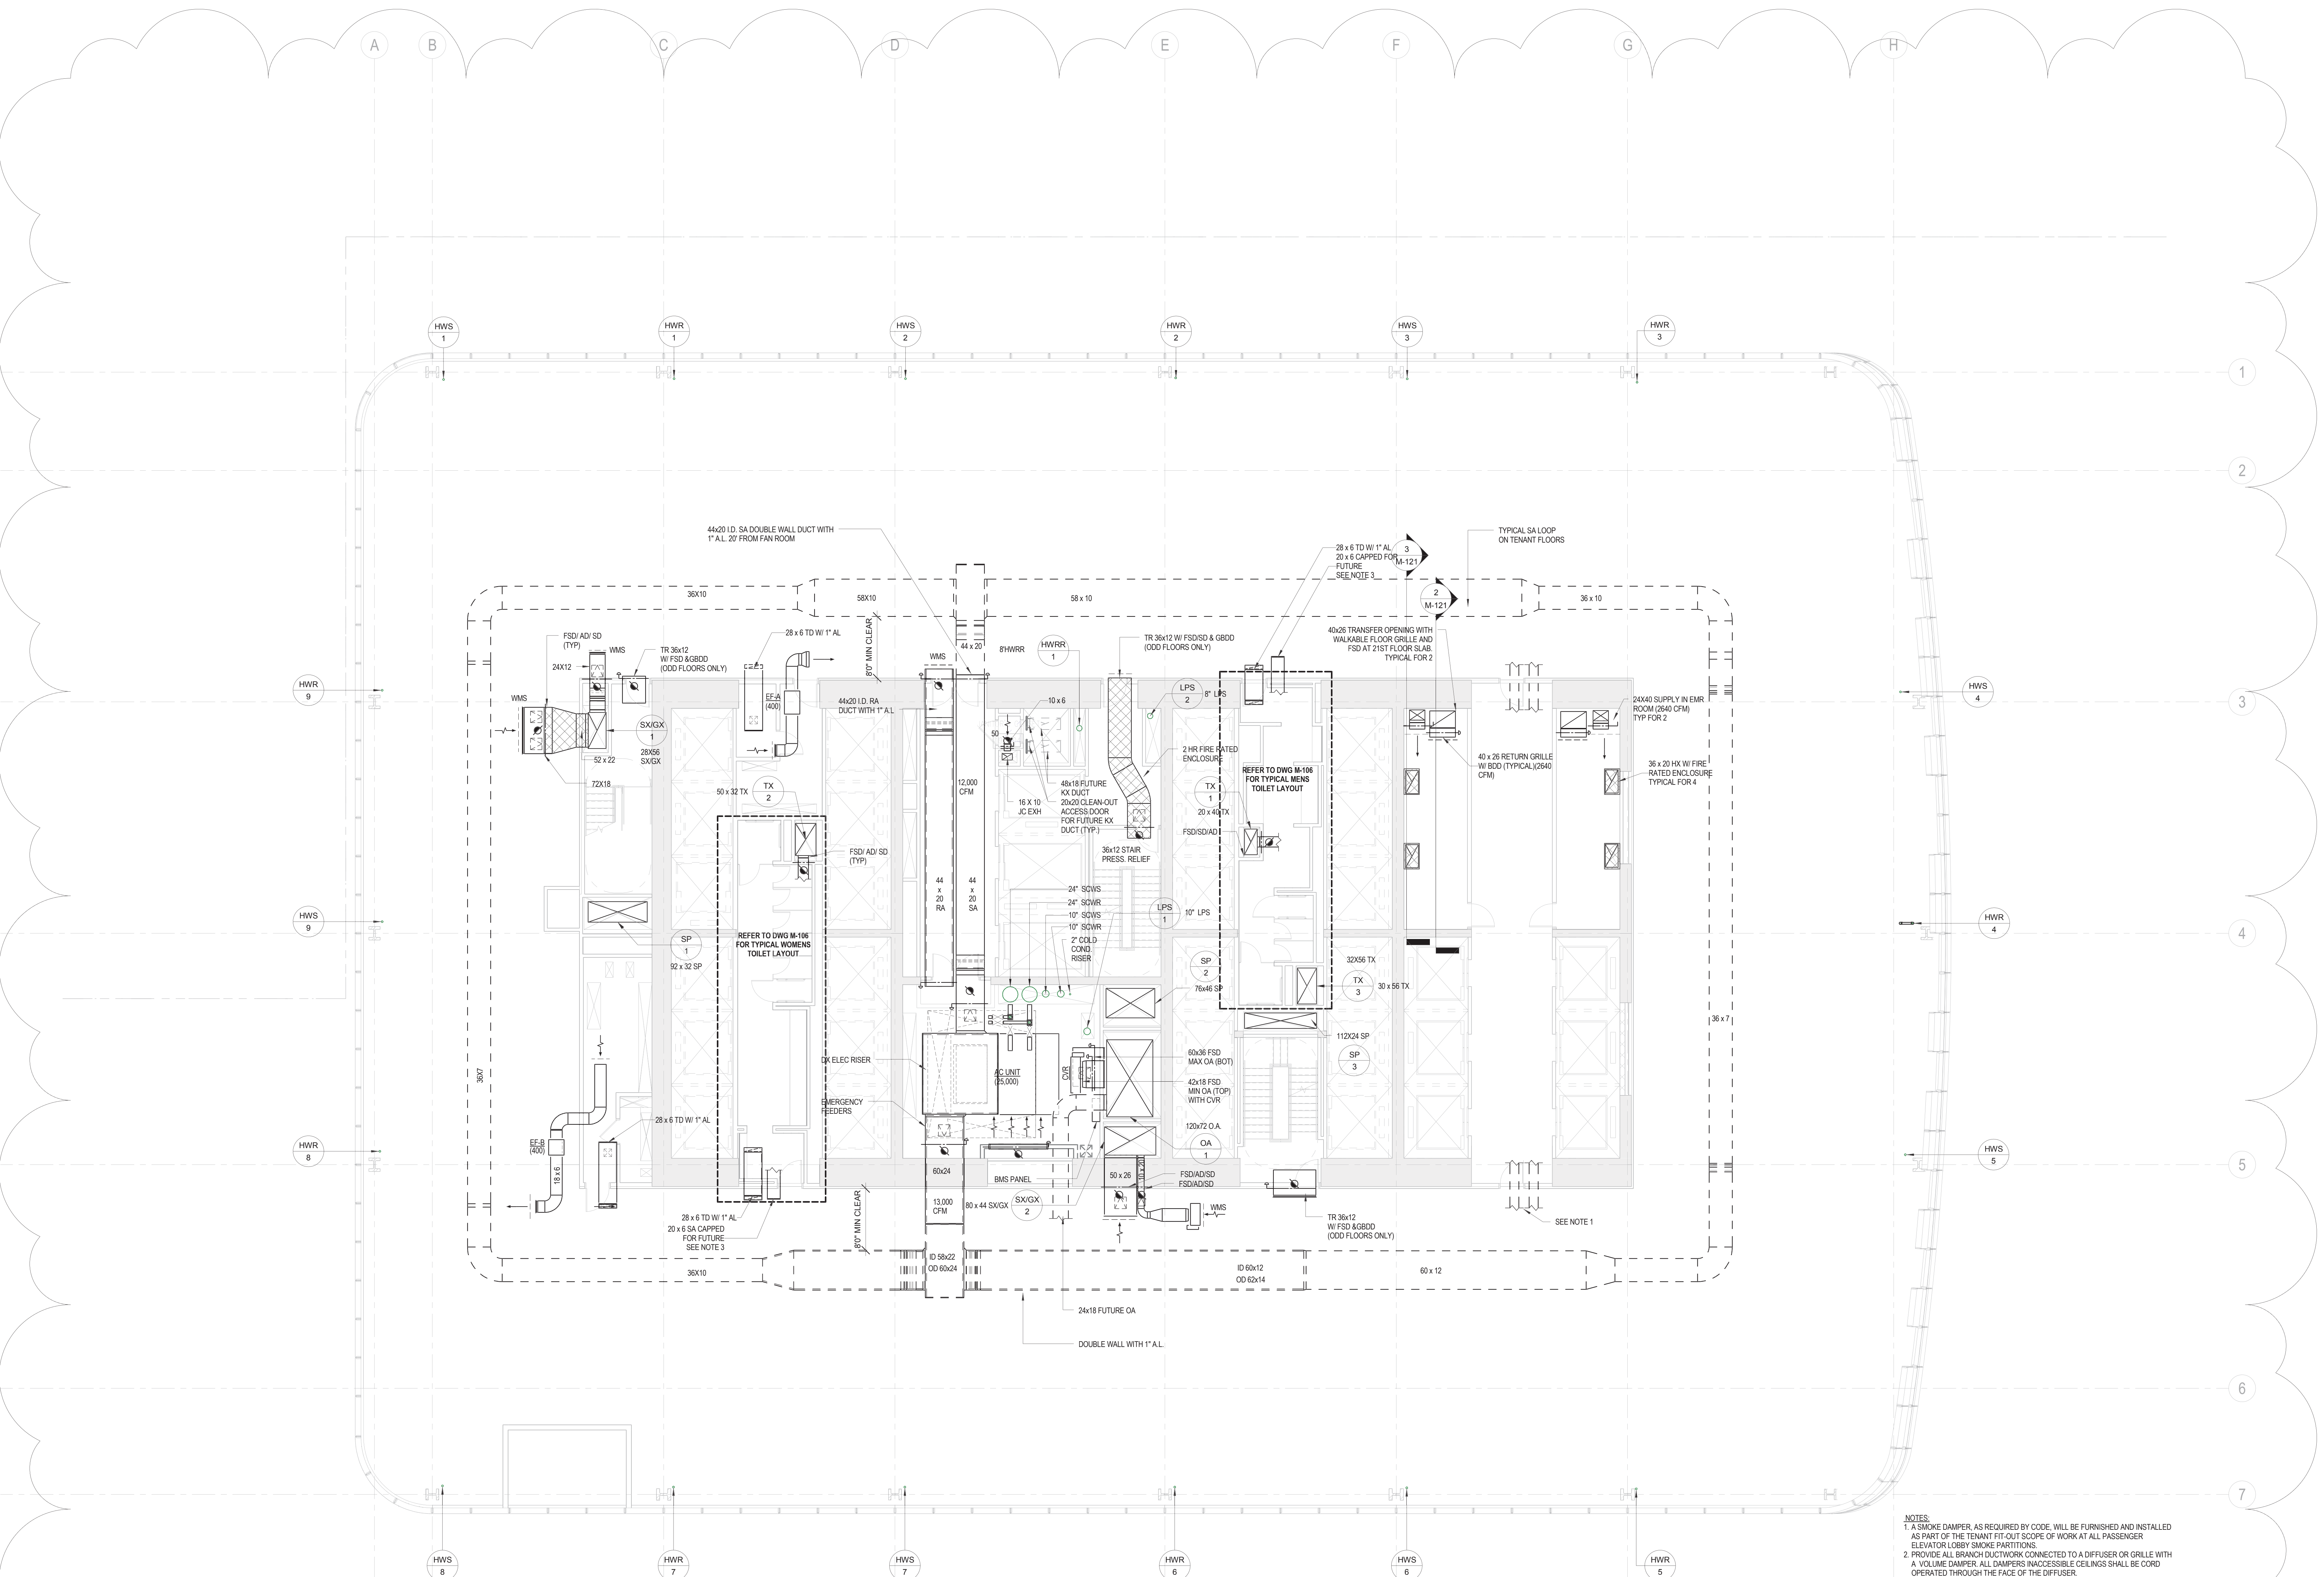 A
B
C
D
E
F
G
H
HWS
1
HWR
1
HWS
2
HWR
2
HWS
3
HWR
3
1
2
44x20 I.D. SA DOUBLE WALL DUCT WITH
1" A.L. 20' FROM FAN ROOM
TYPICAL SA LOOP
ON TENANT FLOORS
28 x 6 TD W/ 1" AL
20 x 6 CAPPED FOR
FUTURE
SEE NOTE 3
3
M-121
2
M-121
36X10
58X10
58 x 10
36 x 10
FSD/ AD/ SD
(TYP)
24X12
WMS
TR 36x12
W/ FSD &GBDD
(ODD FLOORS ONLY)
28 x 6 TD W/ 1" AL
8'0" MIN CLEAR
44 x 20
WMS
8'HWRR
HWRR
1
TR 36x12 W/ FSD/SD & GBDD
(ODD FLOORS ONLY)
40x26 TRANSFER OPENING WITH
WALKABLE FLOOR GRILLE AND
FSD AT 21ST FLOOR SLAB.
TYPICAL FOR 2
HWR
9
WMS
EF-A
(400)
44x20 I.D. RA
DUCT WITH 1" A.L
10 x 6
50
LPS
2
8" LPS
24X40 SUPPLY IN EMR
ROOM (2640 CFM)
TYP FOR 2
HWS
4
3
SX/GX
1
28X56
SX/GX
52 x 22
72X18
2 HR FIRE RATED
ENCLOSURE
REFER TO DWG M-106
FOR TYPICAL MENS
TOILET LAYOUT
40 x 26 RETURN GRILLE
W/ BDD (TYPICAL)(2640
CFM)
36 x 20 HX W/ FIRE
RATED ENCLOSURE
TYPICAL FOR 4
12,000
CFM
48x18 FUTURE
KX DUCT
20x20 CLEAN-OUT
ACCESS DOOR
FOR FUTURE KX
DUCT (TYP.)
16 X 10
JC EXH
50 x 32 TX
TX
2
TX
1
20 x 40 TX
FSD/SD/AD
FSD/ AD/ SD
(TYP)
36x12 STAIR
PRESS. RELIEF
44
x
20
RA
44
x
20
SA
24" SCWS
24" SCWR
10" SCWS
10" SCWR
2" COLD
COND.
RISER
LPS
1
10" LPS
HWS
9
HWR
4
4
SP
1
92 x 32 SP
REFER TO DWG M-106
FOR TYPICAL WOMENS
TOILET LAYOUT
SP
2
76x46 SP
32X56 TX
TX
3
30 x 56 TX
36 x 7
112X24 SP
SP
3
36X7
DX ELEC RISER
AC UNIT
(25,000)
CVR
60x36 FSD
MAX OA (BOT)
42x18 FSD
MIN OA (TOP)
WITH CVR
EMERGENCY
FEEDERS
28 x 6 TD W/ 1" AL
120x72 O.A.
OA
1
HWR
8
EF-B
(400)
18 x 6
HWS
5
5
60x24
13,000
CFM
BMS PANEL
50 x 26
10 x 20
FSD/AD/SD
FSD/AD/SD
80 x 44 SX/GX
SX/GX
2
WMS
28 x 6 TD W/ 1" AL
20 x 6 SA CAPPED
FOR FUTURE
SEE NOTE 3
8'0" MIN CLEAR
TR 36x12
W/ FSD &GBDD
(ODD FLOORS ONLY)
SEE NOTE 1
36X10
ID 58x22
OD 60x24
ID 60x12
OD 62x14
60 x 12
24x18 FUTURE OA
DOUBLE WALL WITH 1" A.L.
6
7
HWS
8
HWR
7
HWS
7
HWR
6
HWS
6
HWR
5
NOTES:
1. A SMOKE DAMPER, AS REQUIRED BY CODE, WILL BE FURNISHED AND INSTALLED
AS PART OF THE TENANT FIT-OUT SCOPE OF WORK AT ALL PASSENGER
ELEVATOR LOBBY SMOKE PARTITIONS.
2. PROVIDE ALL BRANCH DUCTWORK CONNECTED TO A DIFFUSER OR GRILLE WITH
A VOLUME DAMPER. ALL DAMPERS INACCESSIBLE CEILINGS SHALL BE CORD
OPERATED THROUGH THE FACE OF THE DIFFUSER.